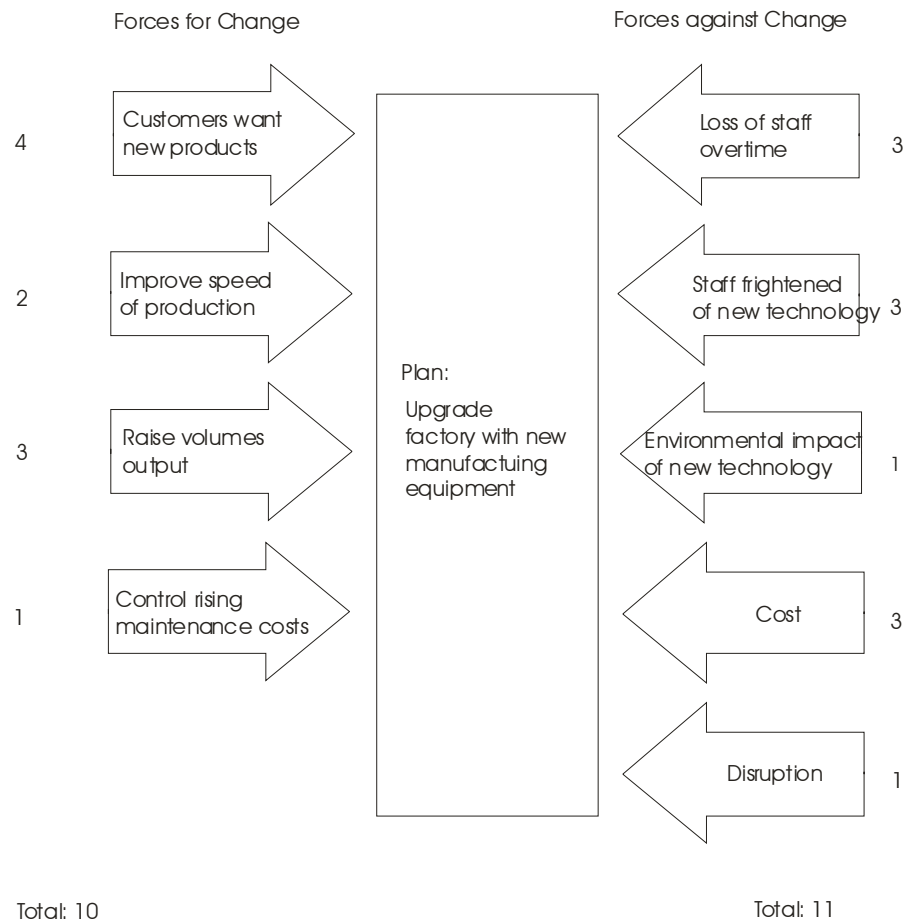 Forces for Change
Forces against Change
4
Customers want
new products
Loss of staff
overtime
3
2
Improve speed
of production
Staff frightened
of new technology
3
Plan:
Upgrade
factory with new
manufactuing
equipment
3
Raise volumes
output
Environmental impact
of new technology
1
1
Control rising
maintenance costs
Cost
3
Disruption
1
Total: 10
Total: 11